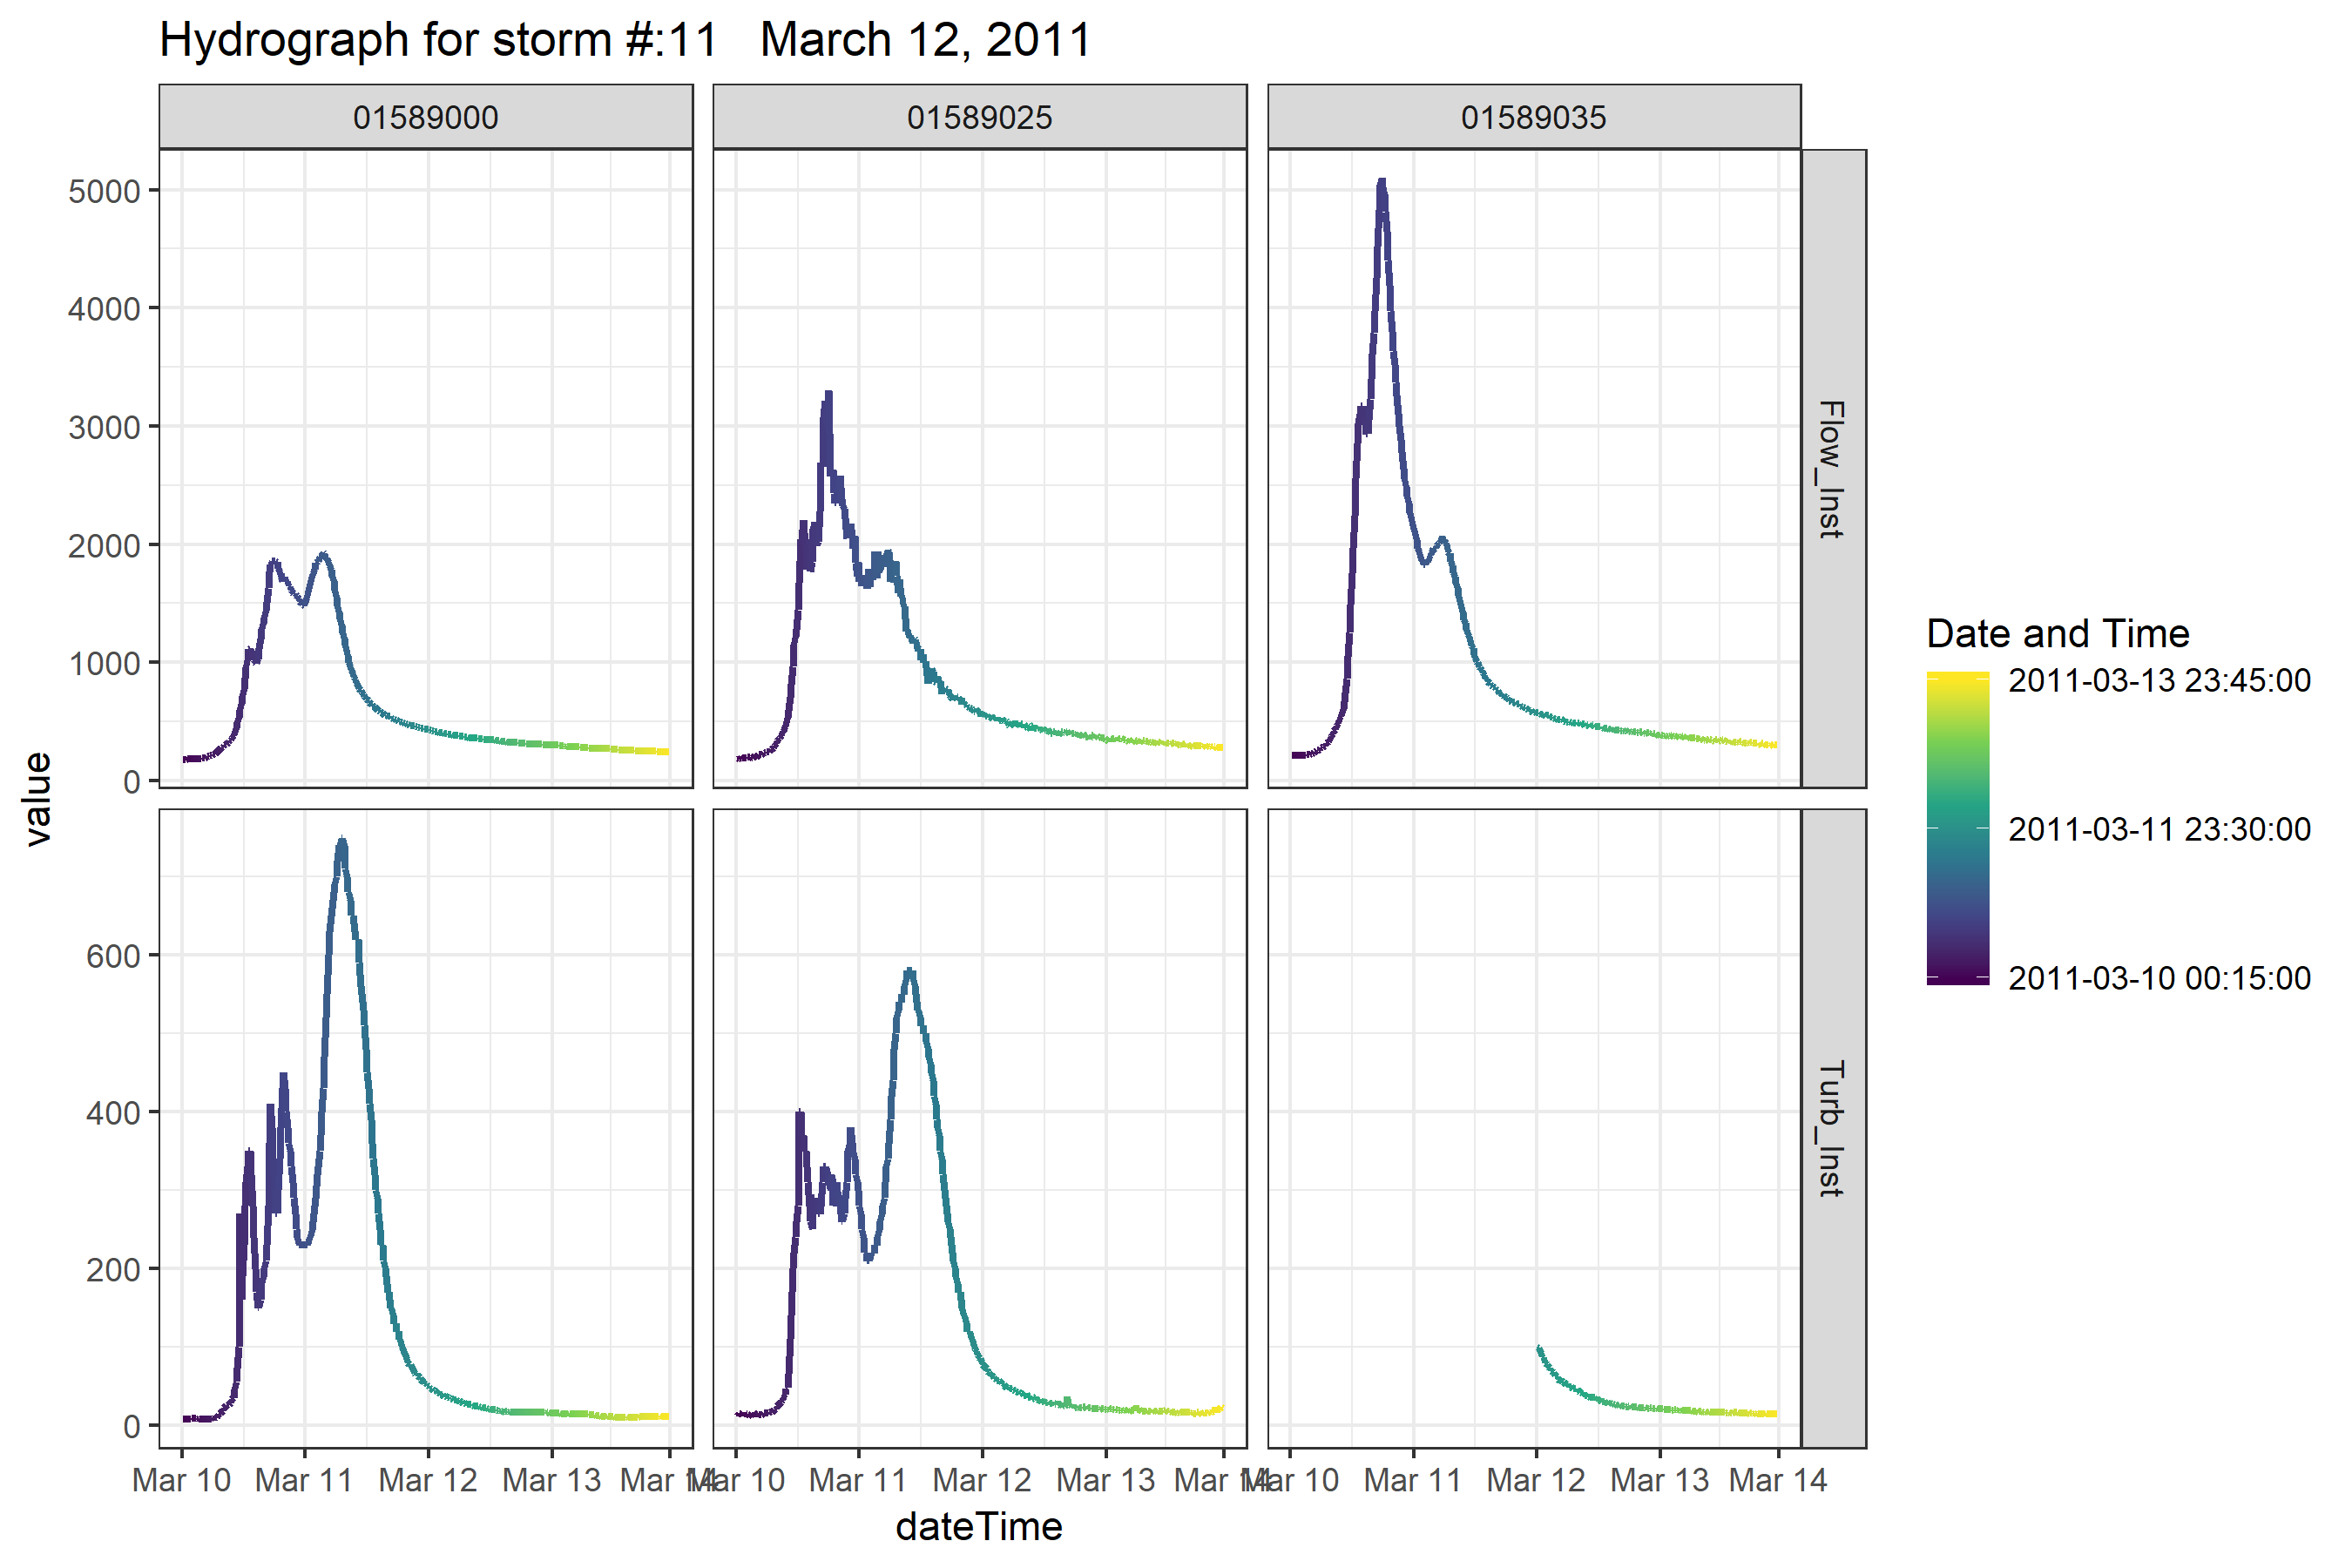 Hydrograph for storm #:11   March 12, 2011
01589000
01589025
01589035
5000
4000
3000
2000
1000
0
Flow_Inst
600
400
200
0
Turb_Inst
value
Mar 10 Mar 11 Mar 12 Mar 13 Mar 14
Mar 10 Mar 11 Mar 12 Mar 13 Mar 14
Mar 10 Mar 11 Mar 12 Mar 13 Mar 14
dateTime
Date and Time
2011-03-13 23:45:00
2011-03-11 23:30:00
2011-03-10 00:15:00